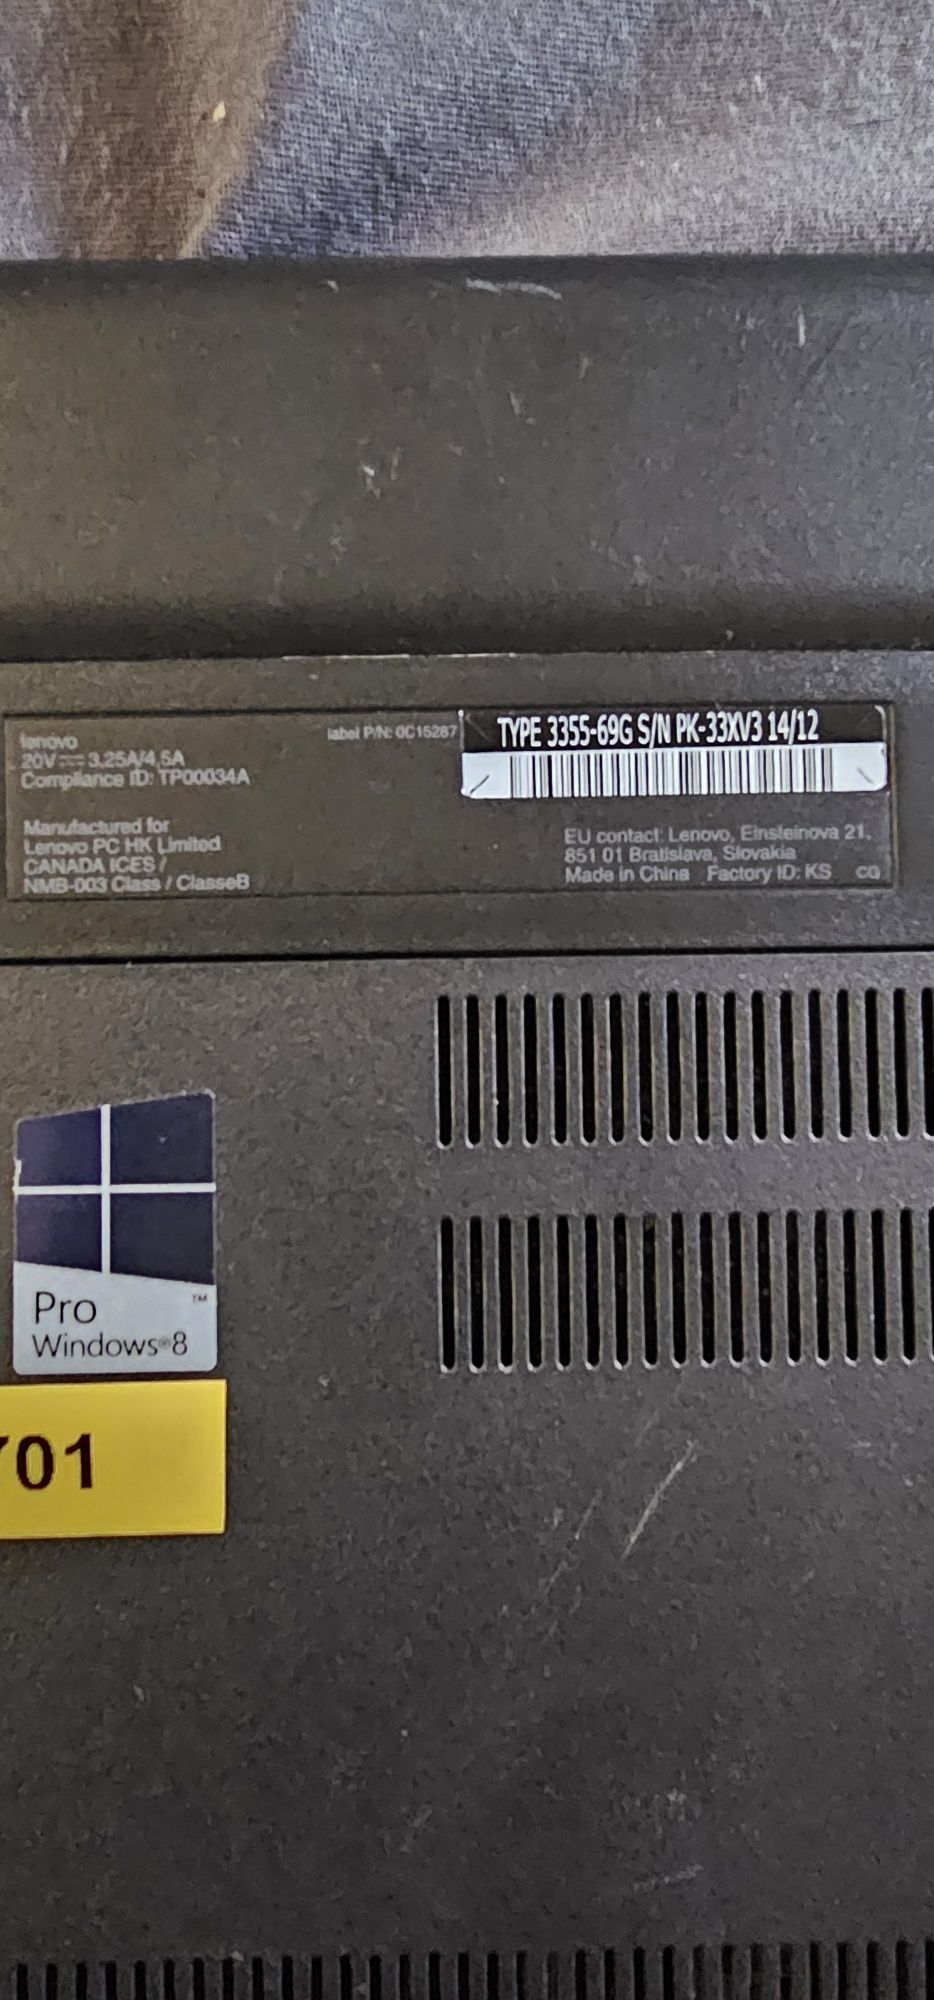 lenovo
20V⎓3.25A/4.5A
Compliance ID: TP00034A
label P/N: 0C15287
TYPE 3355-69G S/N PK-33XV3 14/12
Manufactured for
Lenovo PC HK Limited
CANADA ICES /
NMB-003 Class / ClasseB
EU contact: Lenovo, Einsteinova 21,
851 01 Bratislava, Slovakia
Made in China Factory ID: KS
Pro ™
Windows®8
01